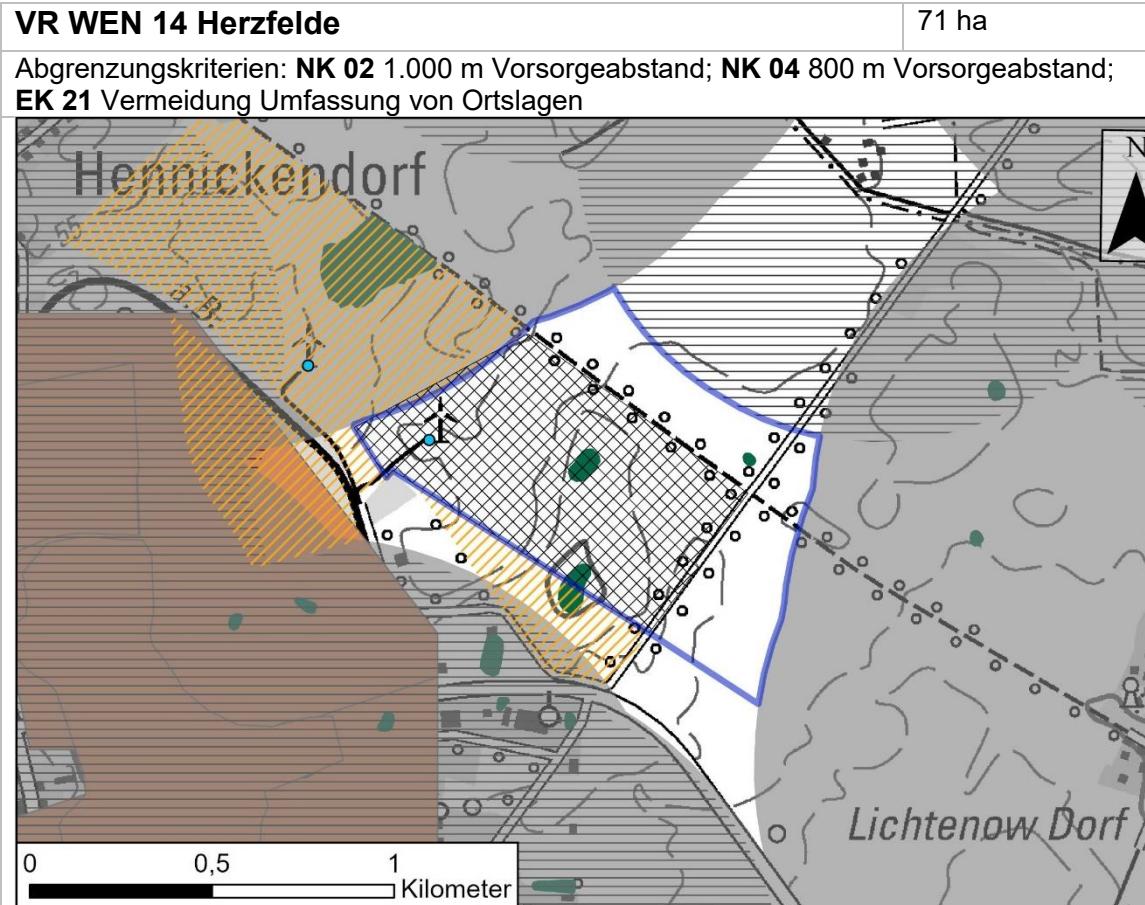 VR WEN 14 Herzfelde 71 ha
Abgrenzungskriterien: NK 02 1.000 m Vorsorgeabstand; NK 04 800 m Vorsorgeabstand;
EK 21 Vermeidung Umfassung von Ortslagen
N
Hennickendorf
55
a. B.
Lichtenow Dorf
0 0,5 1
Kilometer